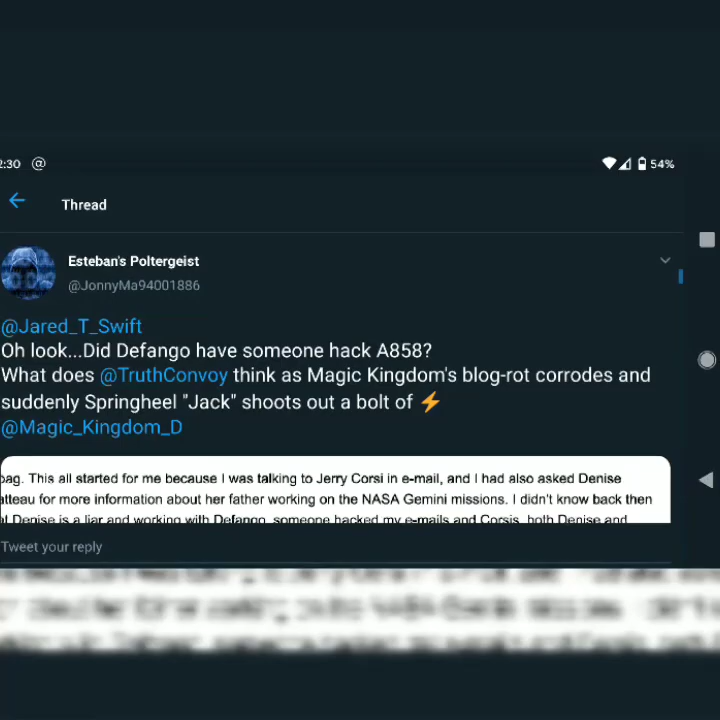 2:30 @ 54%
Thread
Esteban's Poltergeist
@JonnyMa94001886
@Jared_T_Swift
Oh look...Did Defango have someone hack A858?
What does @TruthConvoy think as Magic Kingdom's blog-rot corrodes and
suddenly Springheel "Jack" shoots out a bolt of ⚡
@Magic_Kingdom_D
bag. This all started for me because I was talking to Jerry Corsi in e-mail, and I had also asked Denise
atteau for more information about her father working on the NASA Gemini missions. I didn't know back then
at Denise is a liar and working with Defango, someone hacked my e-mails and Corsis, both Denise and
Tweet your reply